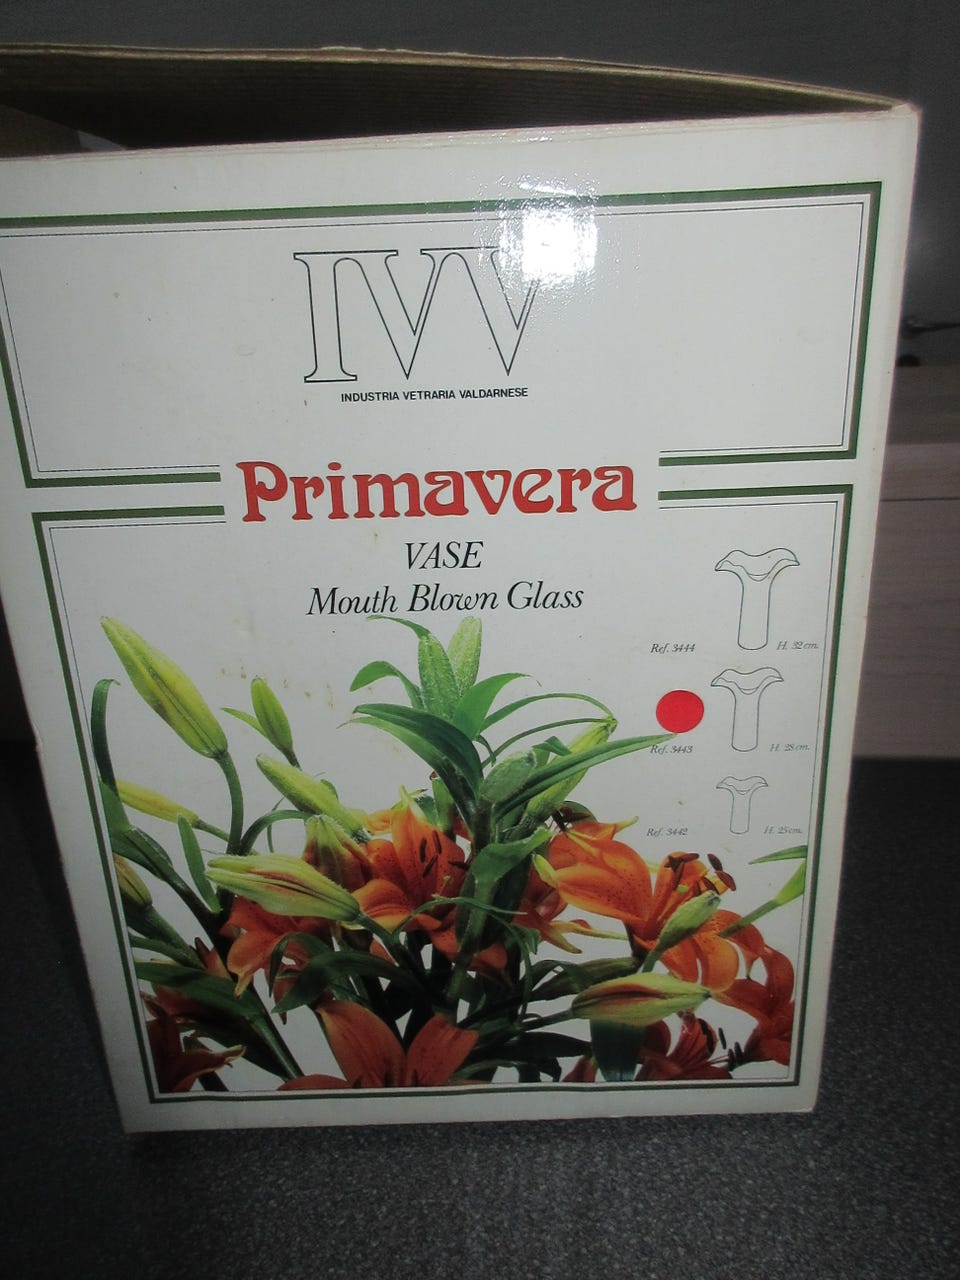 IVV
INDUSTRIA VETRARIA VALDARNESE
Primavera
VASE
Mouth Blown Glass
Ref. 3444 H. 32 cm.
Ref. 3443 H. 28 cm.
Ref. 3442 H. 25 cm.